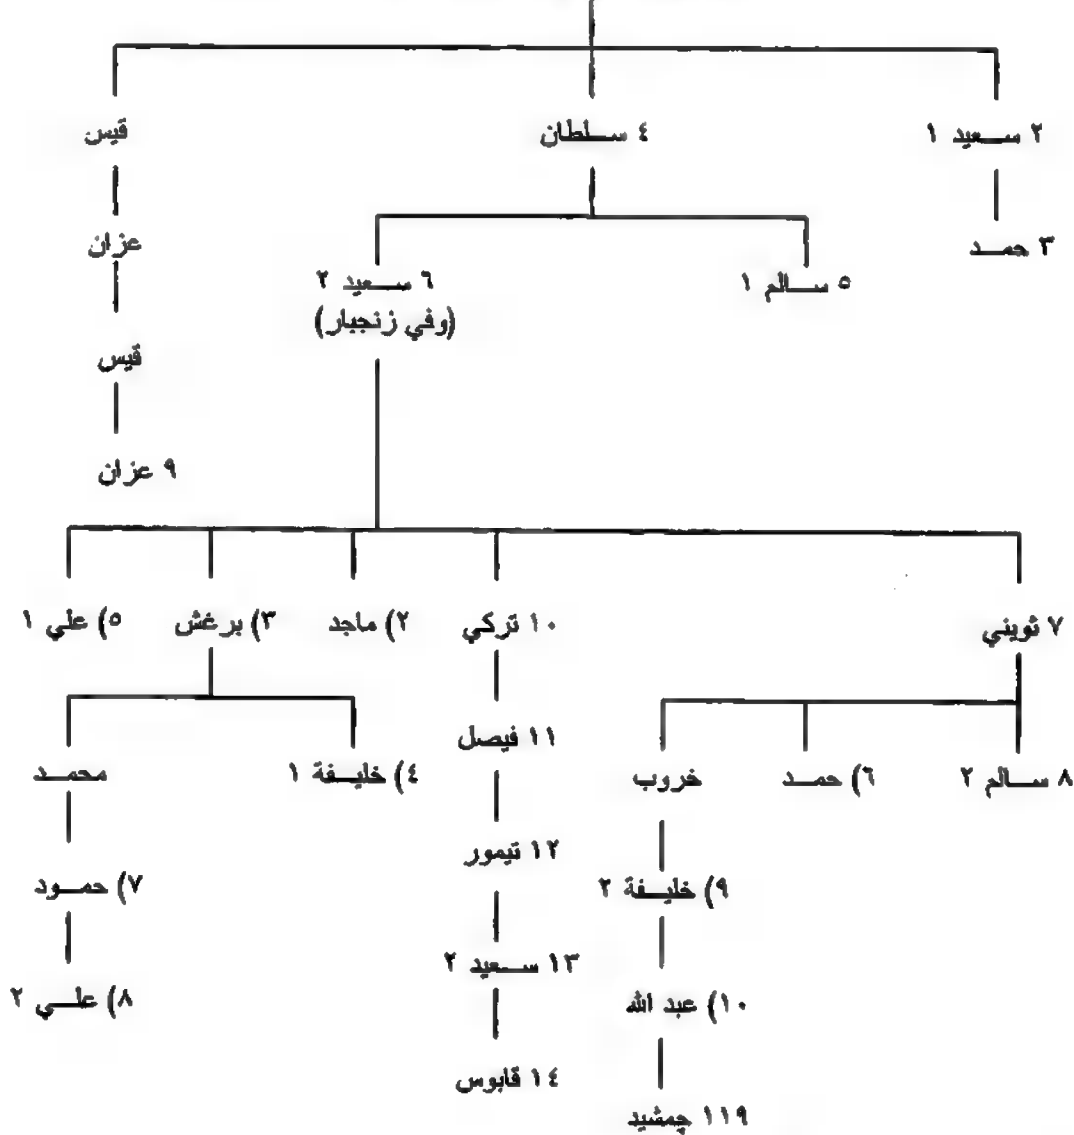 ٢ سعيد ١
٤ سلطان
قيس
٣ حمد
عزان
٥ سالم ١
٦ سعيد ٢
(وفي زنجبار)
قيس
٩ عزان
٧ ثويني
١٠ تركي
٢) ماجد
٣) برغش
٥) علي ١
٨ سالم ٢
٦) حمد
خروب
١١ فيصل
٤) خليفة ١
محمد
١٢ تيمور
٩) خليفة ٢
٧) حمود
١٣ سعيد ٢
١٠) عبد الله
٨) علي ٢
١٤ قابوس
١١٩ جمشيد